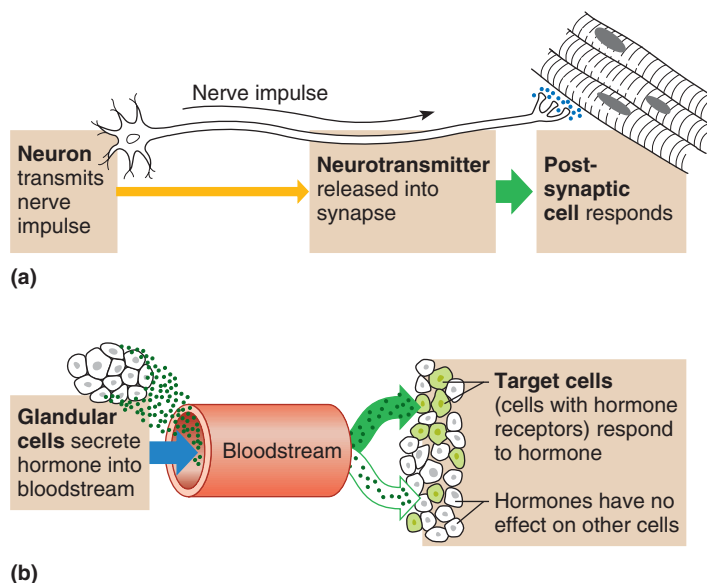 Nerve impulse
Neuron
transmits
nerve
impulse
Neurotransmitter
released into
synapse
Post-
synaptic
cell responds
(a)
Glandular
cells secrete
hormone into
bloodstream
Bloodstream
Target cells
(cells with hormone
receptors) respond
to hormone
Hormones have no
effect on other cells
(b)